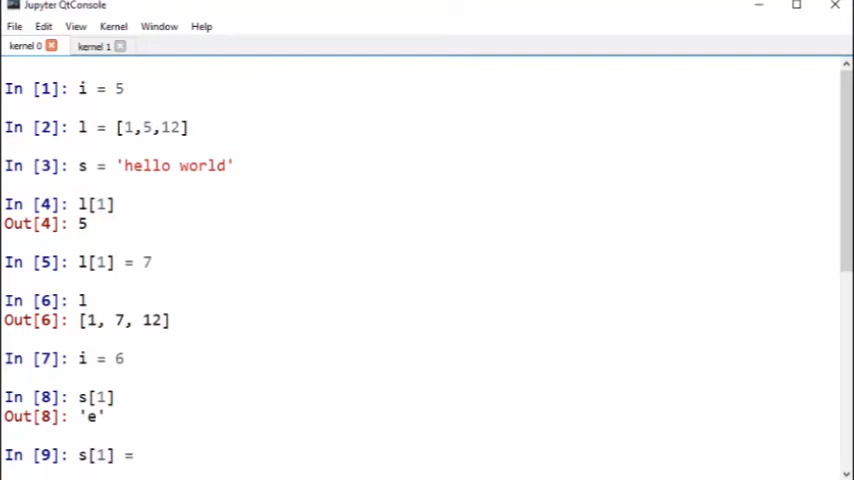 Jupyter QtConsole
File Edit View Kernel Window Help
kernel 0 kernel 1
In [1]: i = 5
In [2]: l = [1,5,12]
In [3]: s = 'hello world'
In [4]: l[1]
Out[4]: 5
In [5]: l[1] = 7
In [6]: l
Out[6]: [1, 7, 12]
In [7]: i = 6
In [8]: s[1]
Out[8]: 'e'
In [9]: s[1] =